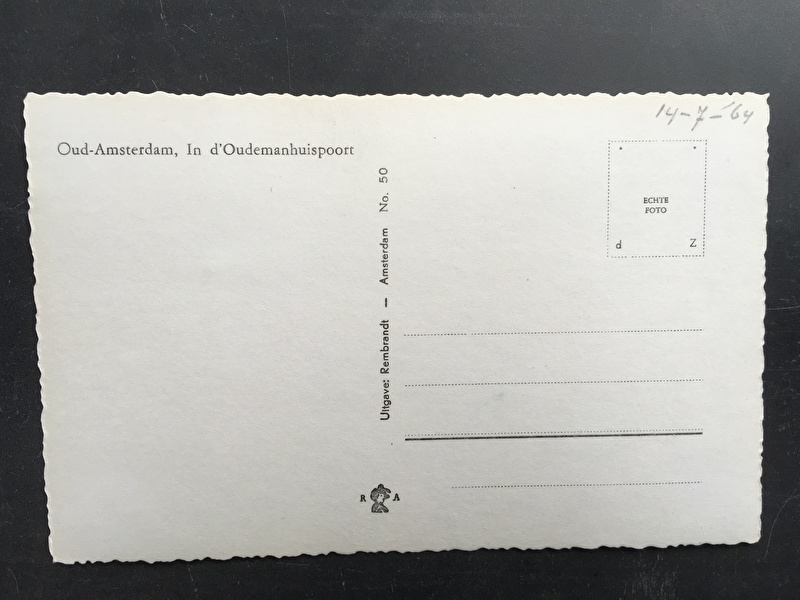 14-7-'64
Oud-Amsterdam, In d'Oudemanhuispoort
Uitgave: Rembrandt — Amsterdam No. 50
ECHTE
FOTO
d Z
R A